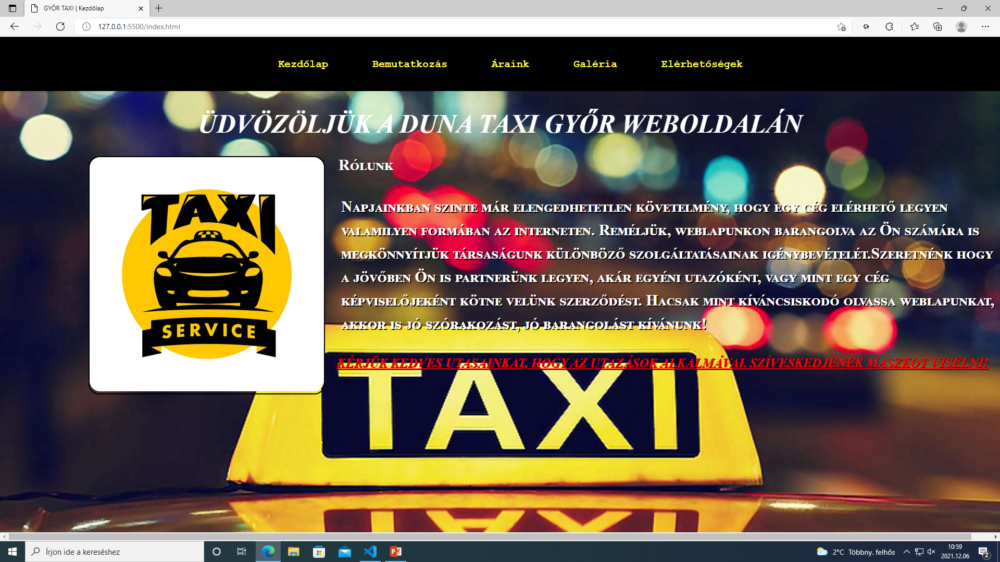 GYŐR TAXI | Kezdőlap
127.0.0.1:5500/index.html
Kezdőlap Bemutatkozás Áraink Galéria Elérhetőségek
ÜDVÖZÖLJÜK A DUNA TAXI GYŐR WEBOLDALÁN
TAXI
SERVICE
Rólunk
Napjainkban szinte már elengedhetetlen követelmény, hogy egy cég elérhető legyen
valamilyen formában az interneten. Reméljük, weblapunkon barangolva az Ön számára is
megkönnyítjük társaságunk különböző szolgáltatásainak igénybevételét.Szeretnénk hogy
a jövőben Ön is partnerünk legyen, akár egyéni utazóként, vagy mint egy cég
képviselőjeként kötne velünk szerződést. Hacsak mint kíváncsiskodó olvassa weblapunkat,
akkor is jó szórakozást, jó barangolást kívánunk!
KÉRJÜK KEDVES UTASAINKAT, HOGY AZ UTAZÁSOK ALKALMÁVAL SZÍVESKEDJENEK MASZKOT VISELNI!
TAXI
TAXI
Írjon ide a kereséshez
2°C Többny. felhős
10:59
2021.12.06
2